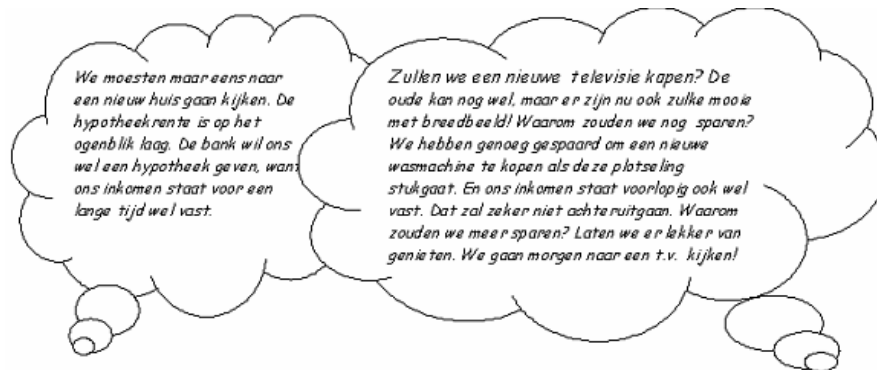 We moesten maar eens naar
een nieuw huis gaan kijken. De
hypotheekrente is op het
ogenblik laag. De bank wil ons
wel een hypotheek geven, want
ons inkomen staat voor een
lange tijd wel vast.
Zullen we een nieuwe televisie kapen? De
oude kan nog wel, maar er zijn nu ook zulke mooie
met breedbeeld! Waarom zouden we nog sparen?
We hebben genoeg gespaard om een nieuwe
wasmachine te kopen als deze plotseling
stukgaat. En ons inkomen staat voorlopig ook wel
vast. Dat zal zeker niet achteruitgaan. Waarom
zouden we meer sparen? Laten we er lekker van
genieten. We gaan morgen naar een t.v. kijken!